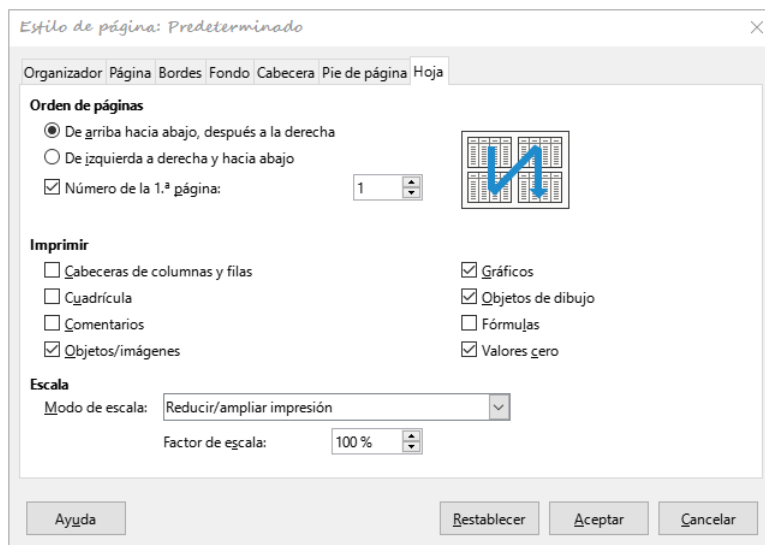 Estilo de página: Predeterminado
Organizador Página Bordes Fondo Cabecera Pie de página Hoja
Orden de páginas
De arriba hacia abajo, después a la derecha
De izquierda a derecha y hacia abajo
Número de la 1.ª página: 1
Imprimir
Cabeceras de columnas y filas
Cuadrícula
Comentarios
Objetos/imágenes
Gráficos
Objetos de dibujo
Fórmulas
Valores cero
Escala
Modo de escala: Reducir/ampliar impresión
Factor de escala: 100 %
Ayuda Restablecer Aceptar Cancelar